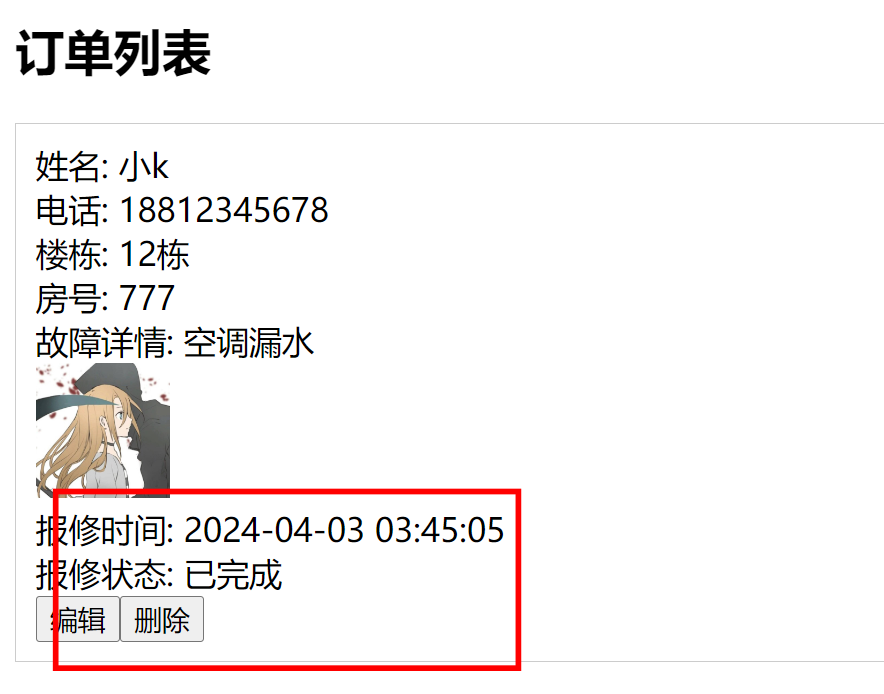 订单列表
姓名: 小k
电话: 18812345678
楼栋: 12栋
房号: 777
故障详情: 空调漏水
报修时间: 2024-04-03 03:45:05
报修状态: 已完成
编辑 删除